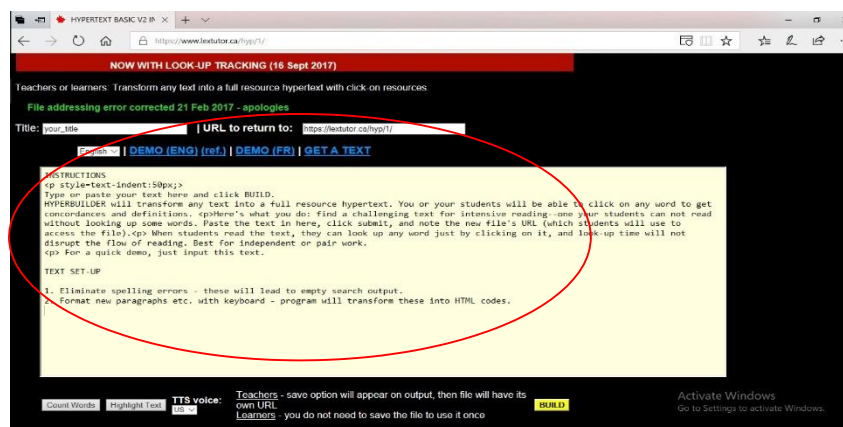 HYPERTEXT BASIC V2 IN
https://www.lextutor.ca/hyp/1/
NOW WITH LOOK-UP TRACKING (16 Sept 2017)
Teachers or learners: Transform any text into a full resource hypertext with click-on resources
File addressing error corrected 21 Feb 2017 - apologies
Title: your_title | URL to return to: https://lextutor.ca/hyp/1/
English | DEMO (ENG) (ref.) | DEMO (FR) | GET A TEXT
INSTRUCTIONS
<p style=text-indent:50px;>
Type or paste your text here and click BUILD.
HYPERBUILDER will transform any text into a full resource hypertext. You or your students will be able to click on any word to get
concordances and definitions. <p>Here's what you do: find a challenging text for intensive reading--one your students can not read
without looking up some words. Paste the text in here, click submit, and note the new file's URL (which students will use to
access the file).<p> When students read the text, they can look up any word just by clicking on it, and look-up time will not
disrupt the flow of reading. Best for independent or pair work.
<p> For a quick demo, just input this text.
TEXT SET-UP
1. Eliminate spelling errors - these will lead to empty search output.
2. Format new paragraphs etc. with keyboard - program will transform these into HTML codes.
Count Words Highlight Text TTS voice: US Teachers - save option will appear on output, then file will have its
own URL
Learners - you do not need to save the file to use it once
BUILD
Activate Windows
Go to Settings to activate Windows.